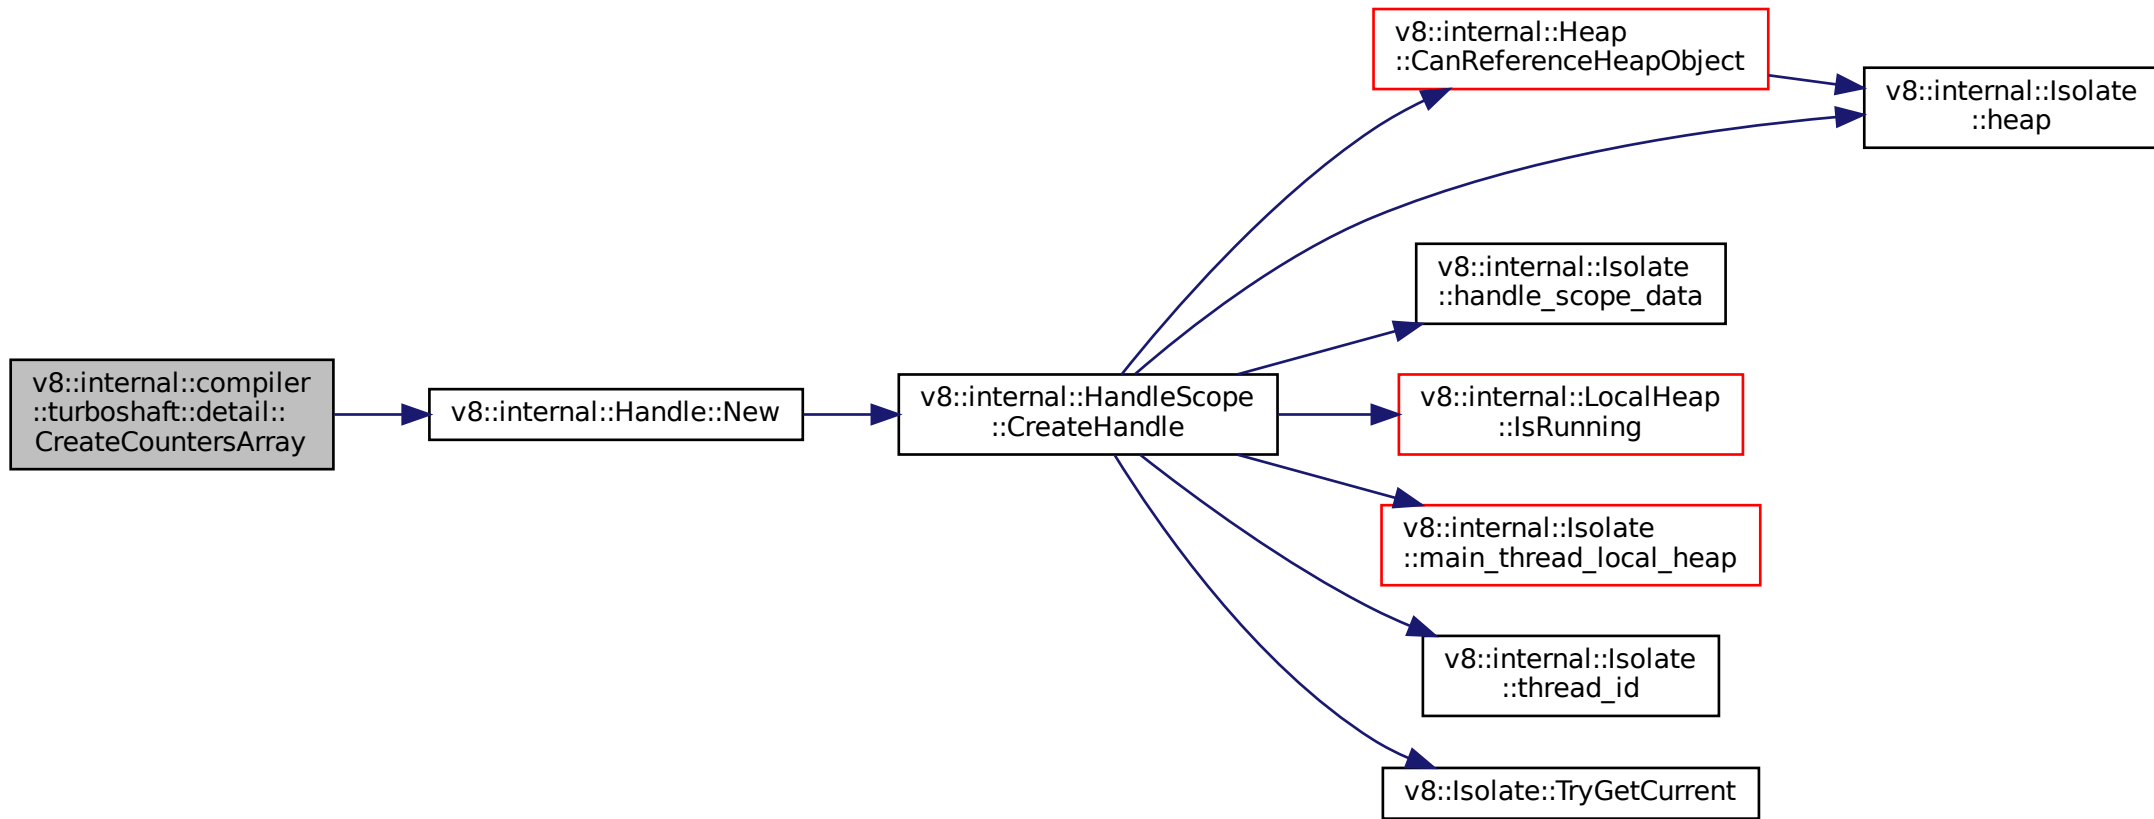 v8::internal::compiler
::turboshaft::detail::
CreateCountersArray
v8::internal::Handle::New
v8::internal::HandleScope
::CreateHandle
v8::internal::Heap
::CanReferenceHeapObject
v8::internal::Isolate
::heap
v8::internal::Isolate
::handle_scope_data
v8::internal::LocalHeap
::IsRunning
v8::internal::Isolate
::main_thread_local_heap
v8::internal::Isolate
::thread_id
v8::Isolate::TryGetCurrent